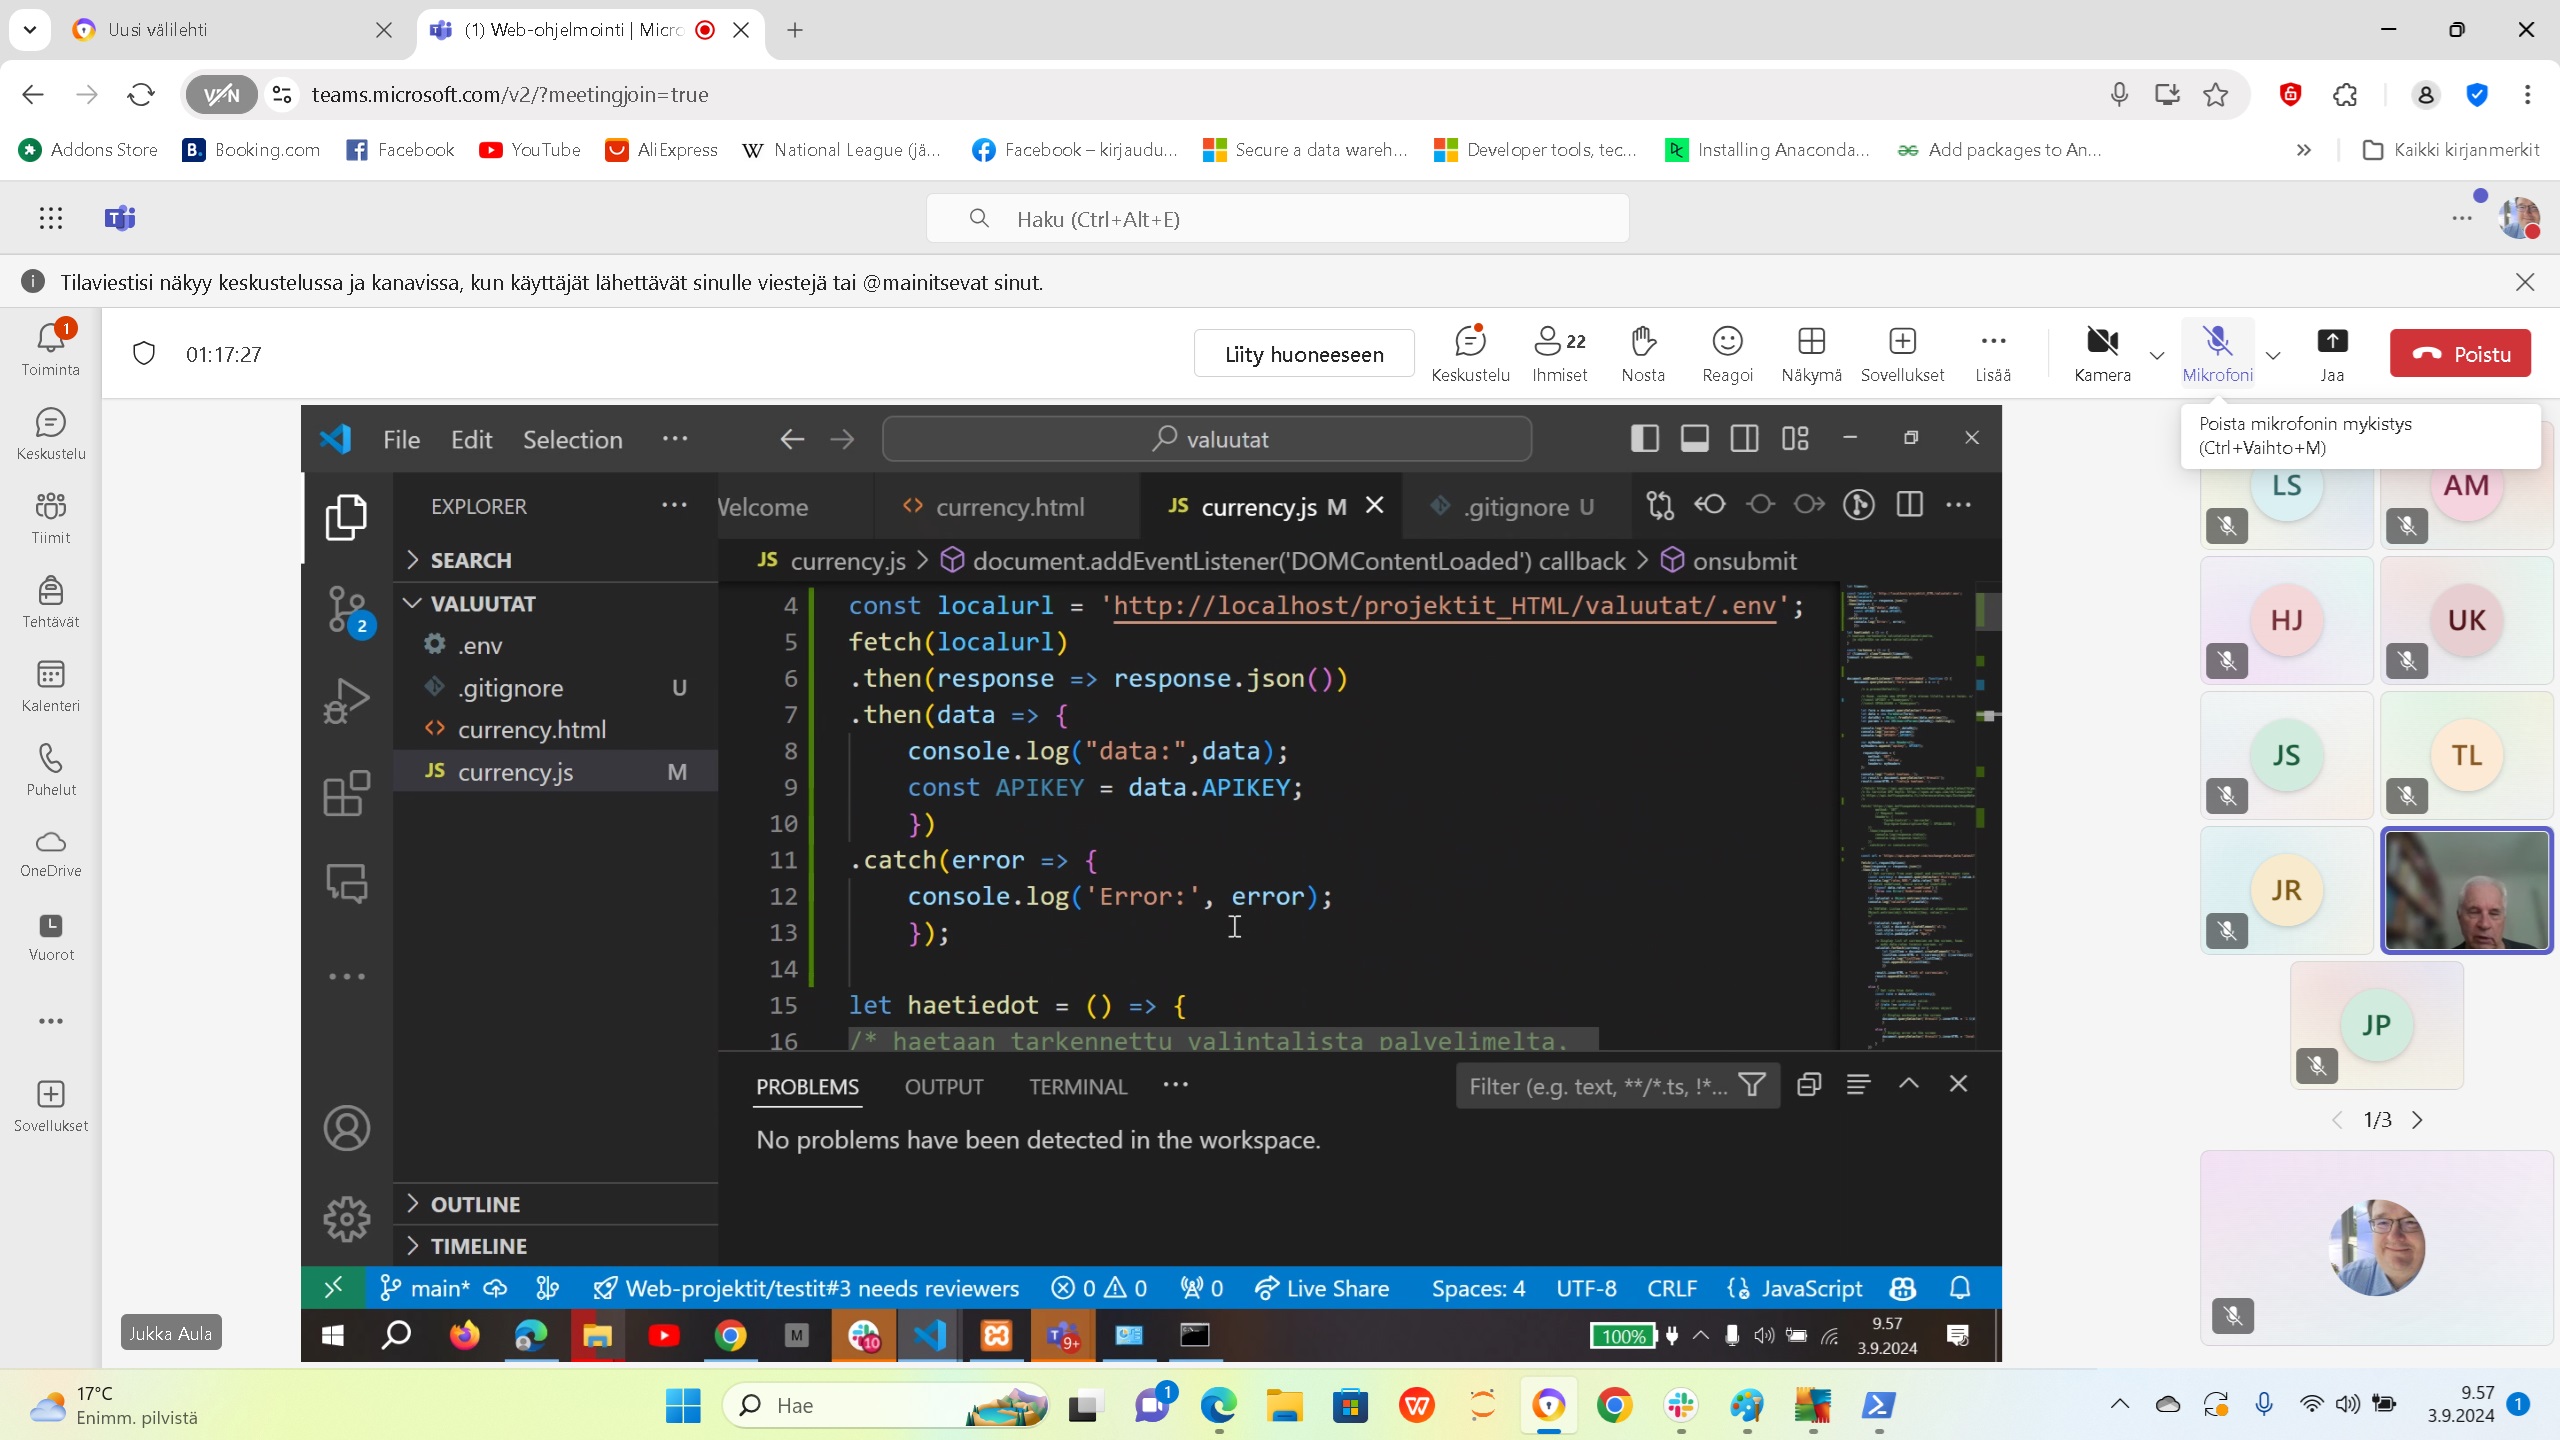 Uusi välilehti
(1) Web-ohjelmointi | Micro
VPN
teams.microsoft.com/v2/?meetingjoin=true
Addons Store
Booking.com
Facebook
YouTube
AliExpress
National League (jä...
Facebook – kirjaudu...
Secure a data wareh...
Developer tools, tec...
Installing Anaconda...
Add packages to An...
Kaikki kirjanmerkit
Haku (Ctrl+Alt+E)
Tilaviestisi näkyy keskustelussa ja kanavissa, kun käyttäjät lähettävät sinulle viestejä tai @mainitsevat sinut.
1
Toiminta
Keskustelu
Tiimit
Tehtävät
Kalenteri
Puhelut
OneDrive
Vuorot
Sovellukset
01:17:27
Liity huoneeseen
Keskustelu
22
Ihmiset
Nosta
Reagoi
Näkymä
Sovellukset
Lisää
Kamera
Mikrofoni
Jaa
Poistu
Poista mikrofonin mykistys
(Ctrl+Vaihto+M)
File Edit Selection
valuutat
EXPLORER
SEARCH
VALUUTAT
.env
.gitignore U
currency.html
JS currency.js M
OUTLINE
TIMELINE
2
Welcome
currency.html
JS currency.js M
.gitignore U
JS currency.js > document.addEventListener('DOMContentLoaded') callback > onsubmit
4 const localurl = 'http://localhost/projektit_HTML/valuutat/.env';
5 fetch(localurl)
6 .then(response => response.json())
7 .then(data => {
8 console.log("data:",data);
9 const APIKEY = data.APIKEY;
10 })
11 .catch(error => {
12 console.log('Error:', error);
13 });
14
15 let haetiedot = () => {
16 /* haetaan tarkennettu valintalista palvelimelta,
PROBLEMS OUTPUT TERMINAL
Filter (e.g. text, **/*.ts, !*...
No problems have been detected in the workspace.
main* Web-projektit/testit#3 needs reviewers 0 0 0 Live Share Spaces: 4 UTF-8 CRLF JavaScript
M
10
9+
100%
9.57
3.9.2024
Jukka Aula
LS
AM
HJ
UK
JS
TL
JR
JP
1/3
17°C
Enimm. pilvistä
Hae
1
9.57
3.9.2024
1